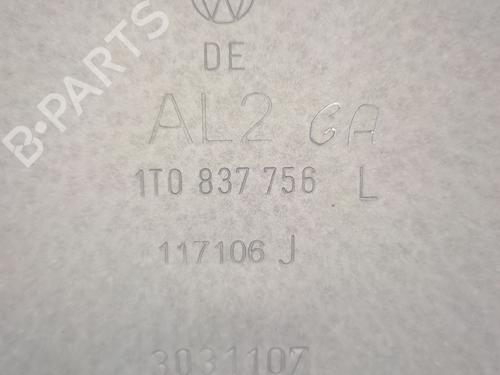 DE
AL2 GA
1T0 837 756 L
117106 J
3031107
B-PARTS